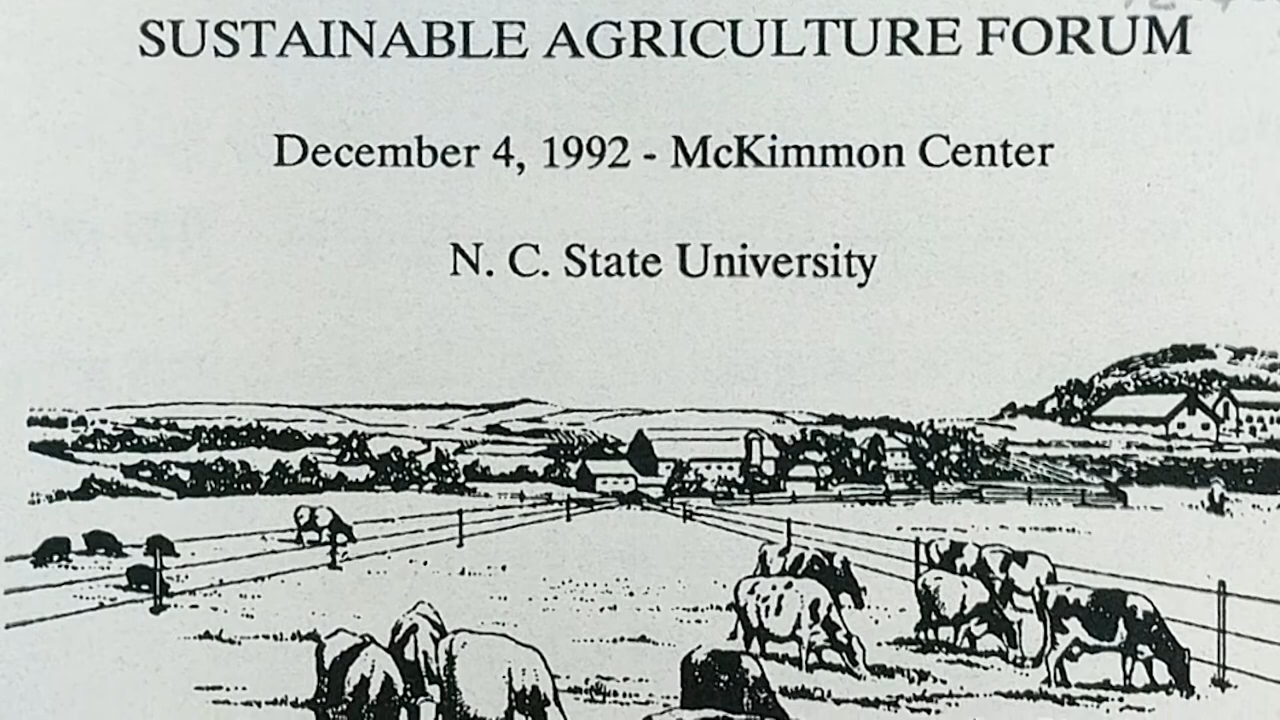 SUSTAINABLE AGRICULTURE FORUM
December 4, 1992 - McKimmon Center
N. C. State University